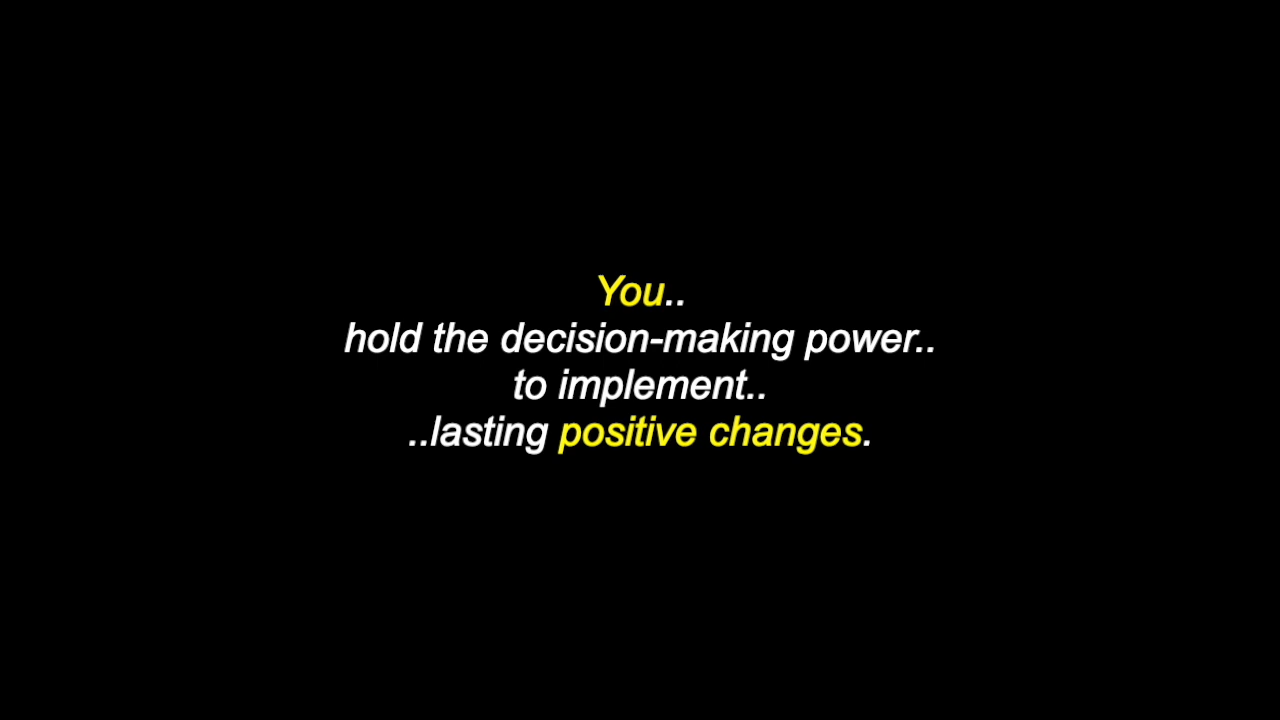 You..
hold the decision-making power..
to implement..
..lasting positive changes.